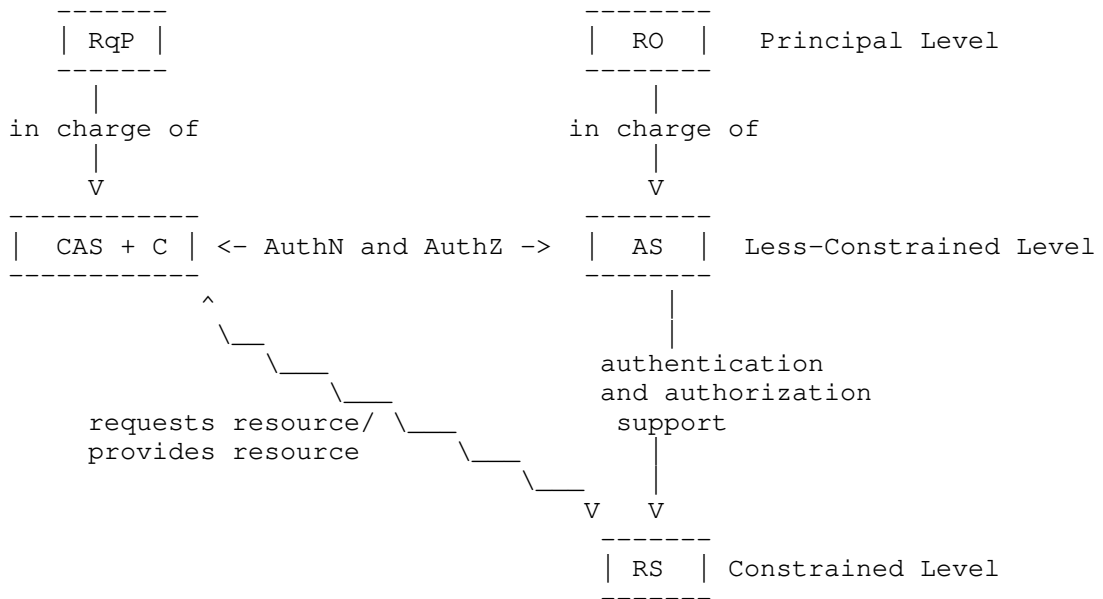 RqP RO Principal Level
in charge of in charge of
CAS + C <- AuthN and AuthZ -> AS Less-Constrained Level
authentication
and authorization
requests resource/ support
provides resource
RS Constrained Level